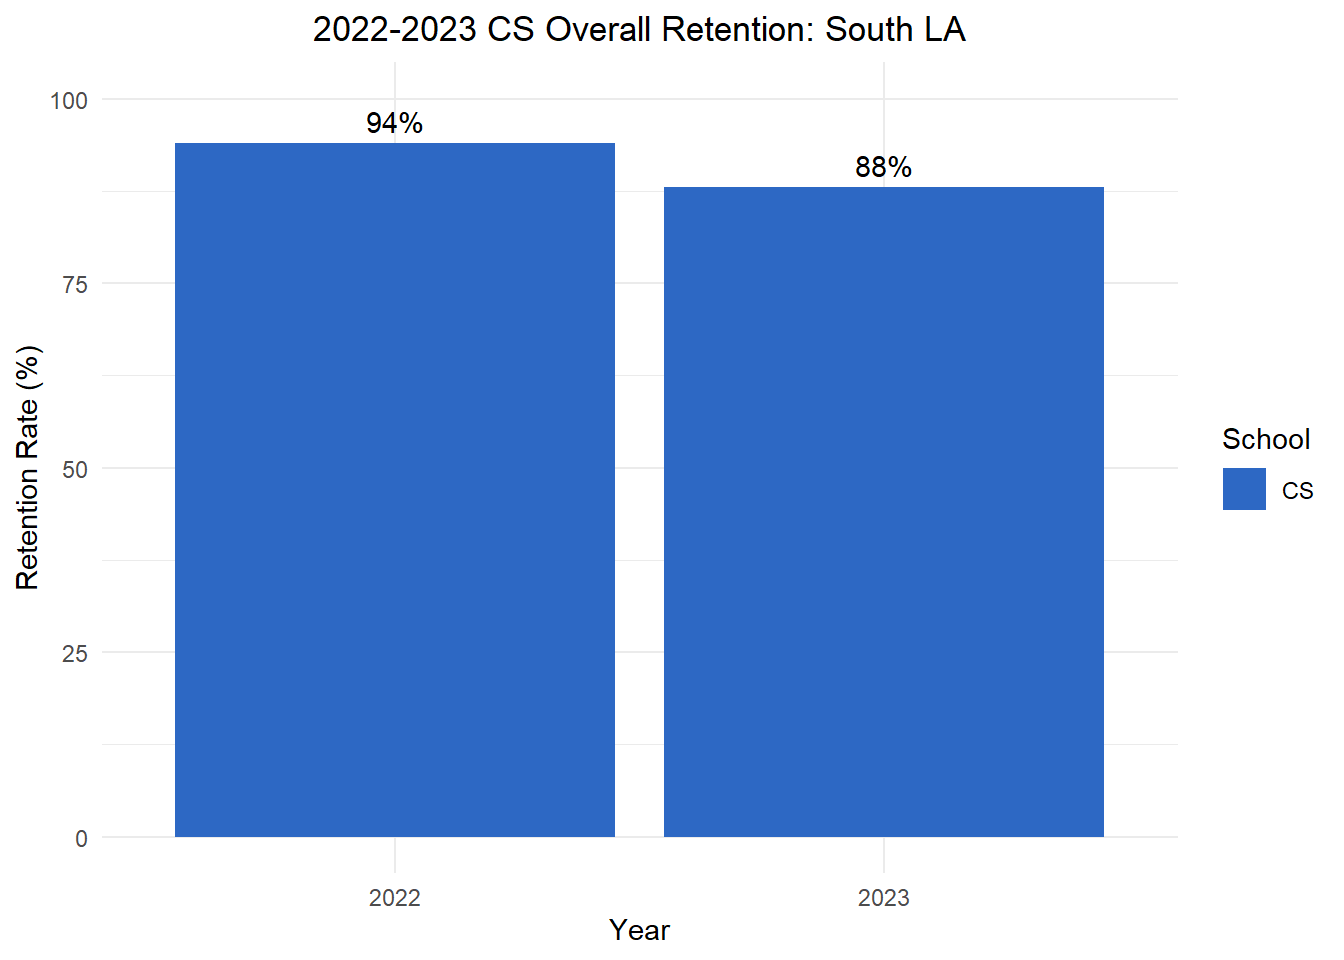 2022-2023 CS Overall Retention: South LA
Retention Rate (%)
100
75
50
25
0
94%
88%
2022
2023
Year
School
CS